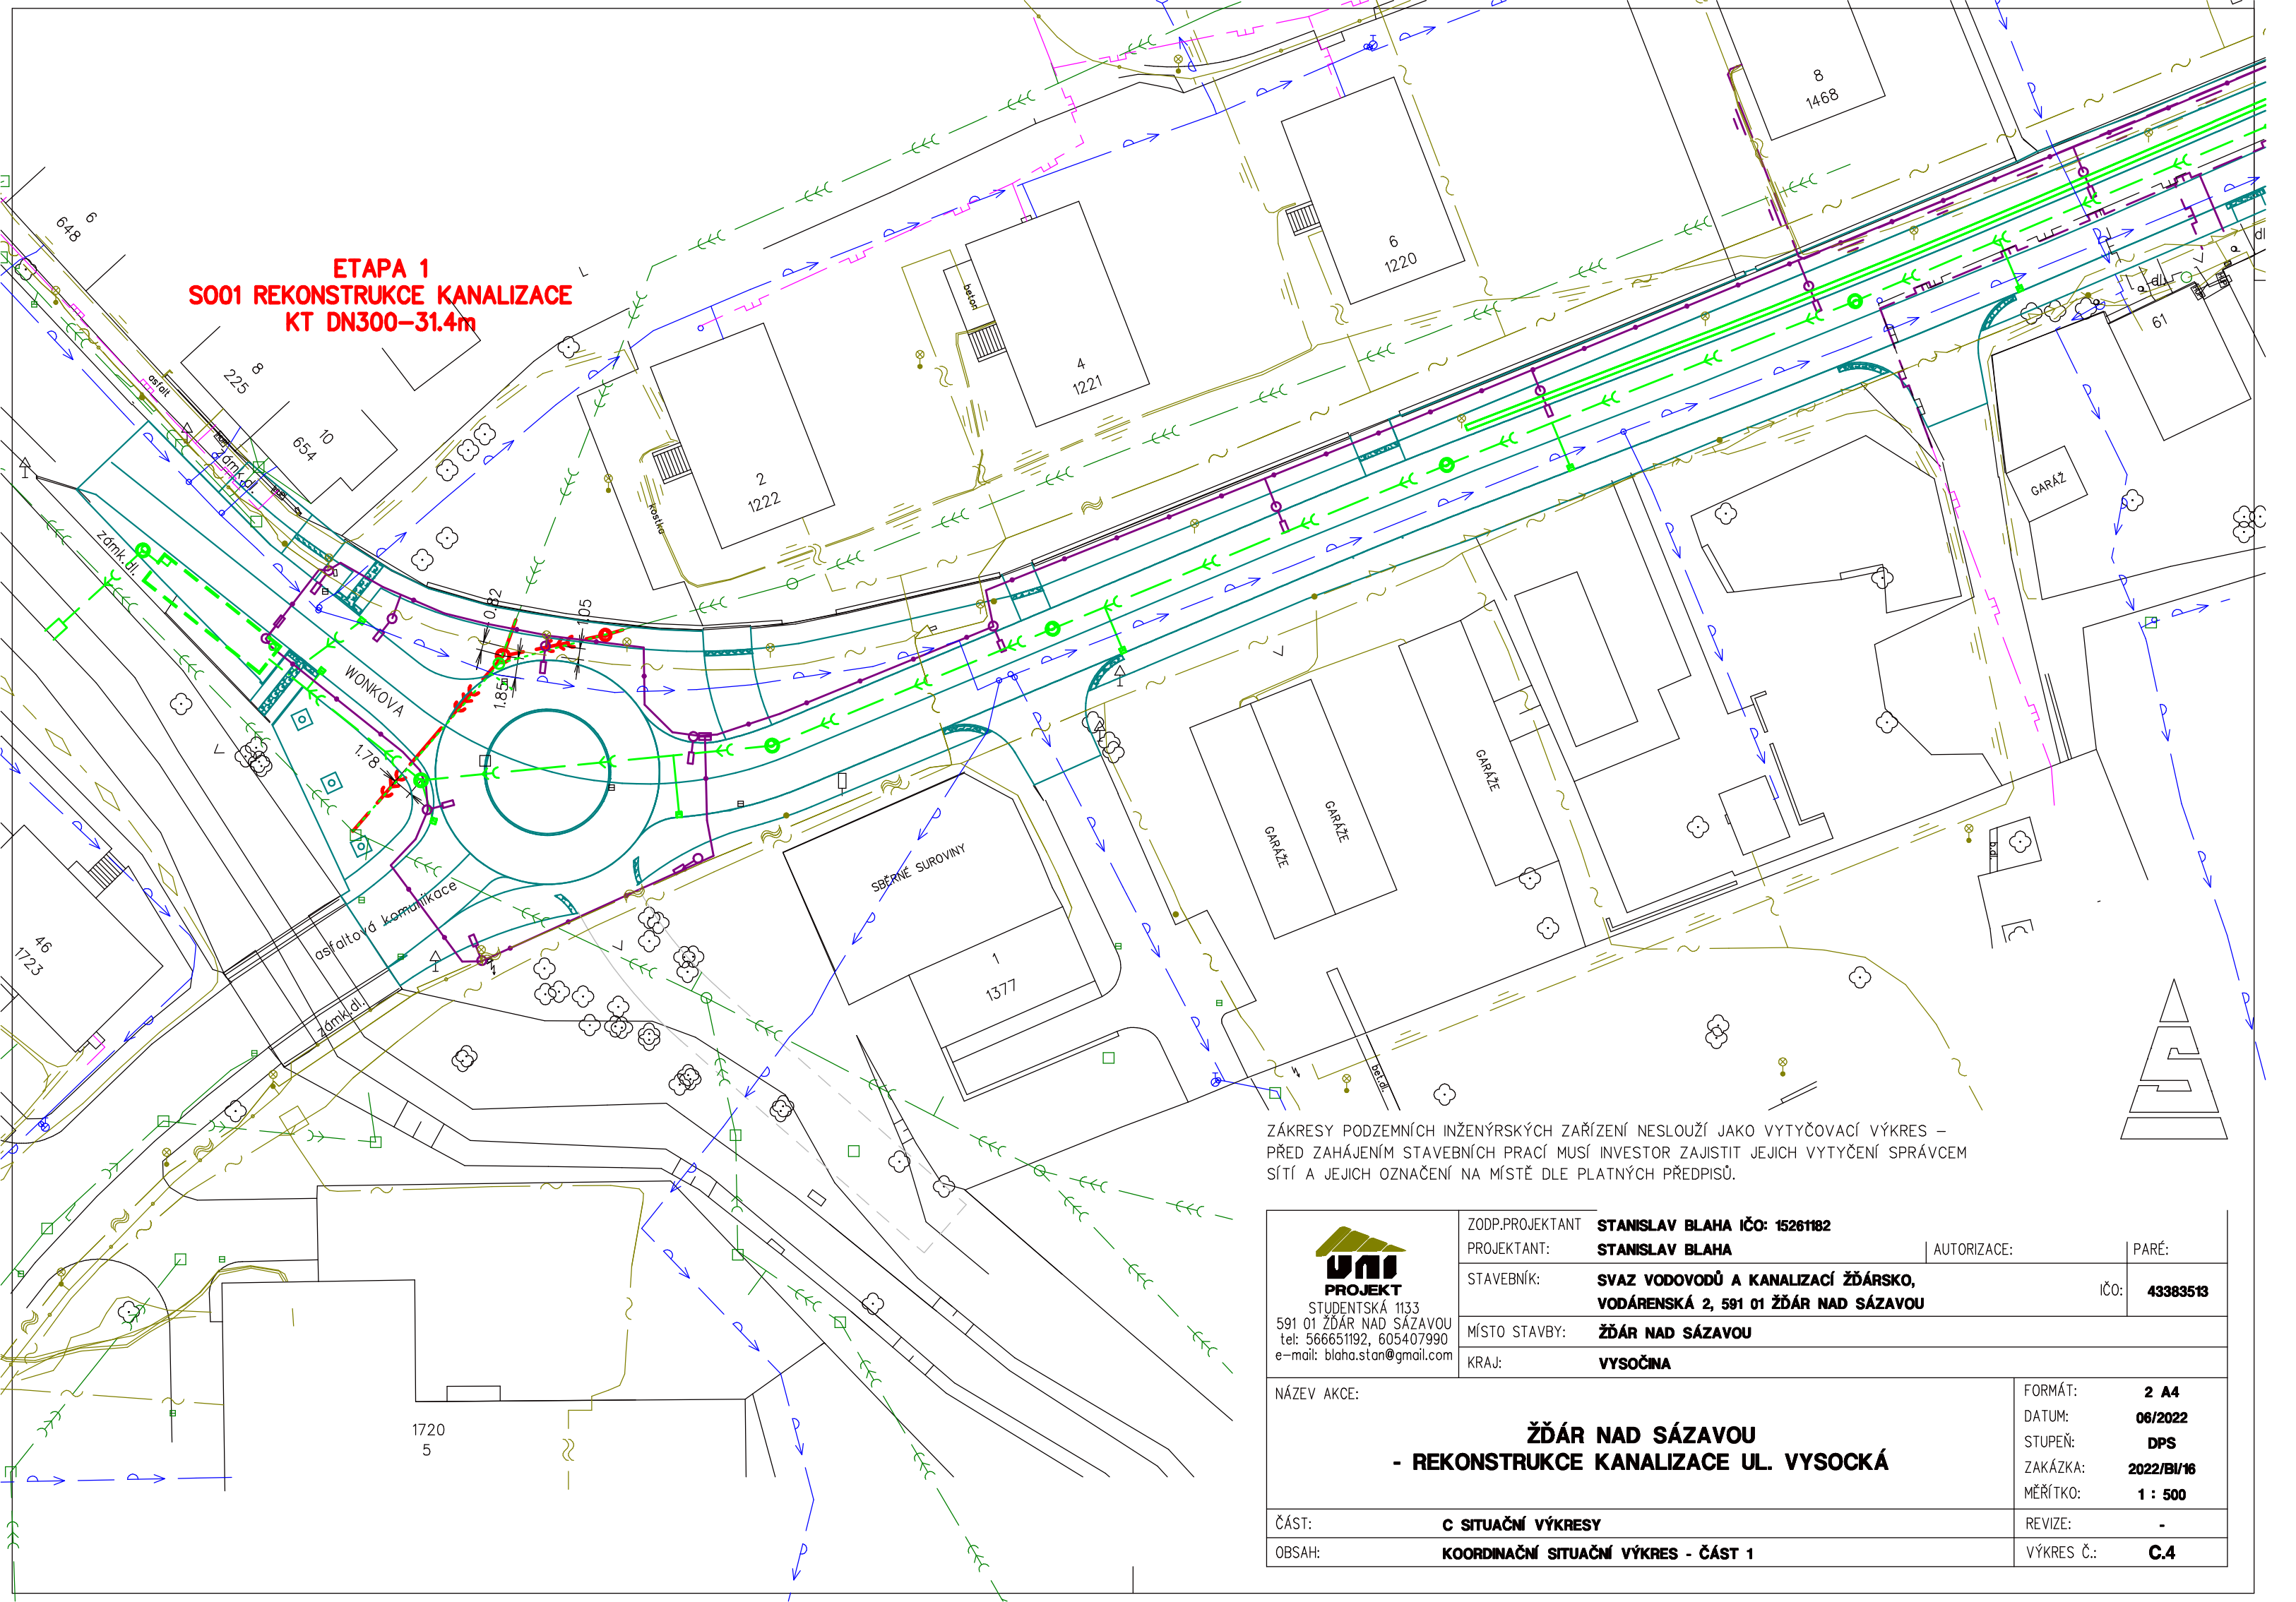 ETAPA 1
SO01 REKONSTRUKCE KANALIZACE
KT DN300-31.4m
6
648
8
225
10
654
asfalt
zámk.dl.
zámk.dl.
WONKOVA
0.82
1.05
1.85
1.78
kostka
2
1222
beton
4
1221
6
1220
8
1468
dl.
dl
61
GARÁŽ
GARÁŽE
GARÁŽE
GARÁŽE
SBĚRNÉ SUROVINY
1
1377
asfaltová komunikace
zámk.dl.
46
1723
bet.dl.
b.dl.
1720
5
ZÁKRESY PODZEMNÍCH INŽENÝRSKÝCH ZAŘÍZENÍ NESLOUŽÍ JAKO VYTYČOVACÍ VÝKRES –
PŘED ZAHÁJENÍM STAVEBNÍCH PRACÍ MUSÍ INVESTOR ZAJISTIT JEJICH VYTYČENÍ SPRÁVCEM
SÍTÍ A JEJICH OZNAČENÍ NA MÍSTĚ DLE PLATNÝCH PŘEDPISŮ.
UNI
PROJEKT
STUDENTSKÁ 1133
591 01 ŽĎÁR NAD SÁZAVOU
tel: 566651192, 605407990
e-mail: blaha.stan@gmail.com
ZODP.PROJEKTANT STANISLAV BLAHA IČO: 15261182
PROJEKTANT: STANISLAV BLAHA AUTORIZACE: PARÉ:
STAVEBNÍK: SVAZ VODOVODŮ A KANALIZACÍ ŽĎÁRSKO,
VODÁRENSKÁ 2, 591 01 ŽĎÁR NAD SÁZAVOU IČO: 43383513
MÍSTO STAVBY: ŽĎÁR NAD SÁZAVOU
KRAJ: VYSOČINA
NÁZEV AKCE:
ŽĎÁR NAD SÁZAVOU
- REKONSTRUKCE KANALIZACE UL. VYSOCKÁ
FORMÁT: 2 A4
DATUM: 06/2022
STUPEŇ: DPS
ZAKÁZKA: 2022/Bl/16
MĚŘÍTKO: 1 : 500
ČÁST: C SITUAČNÍ VÝKRESY
REVIZE: -
OBSAH: KOORDINAČNÍ SITUAČNÍ VÝKRES - ČÁST 1
VÝKRES Č.: C.4